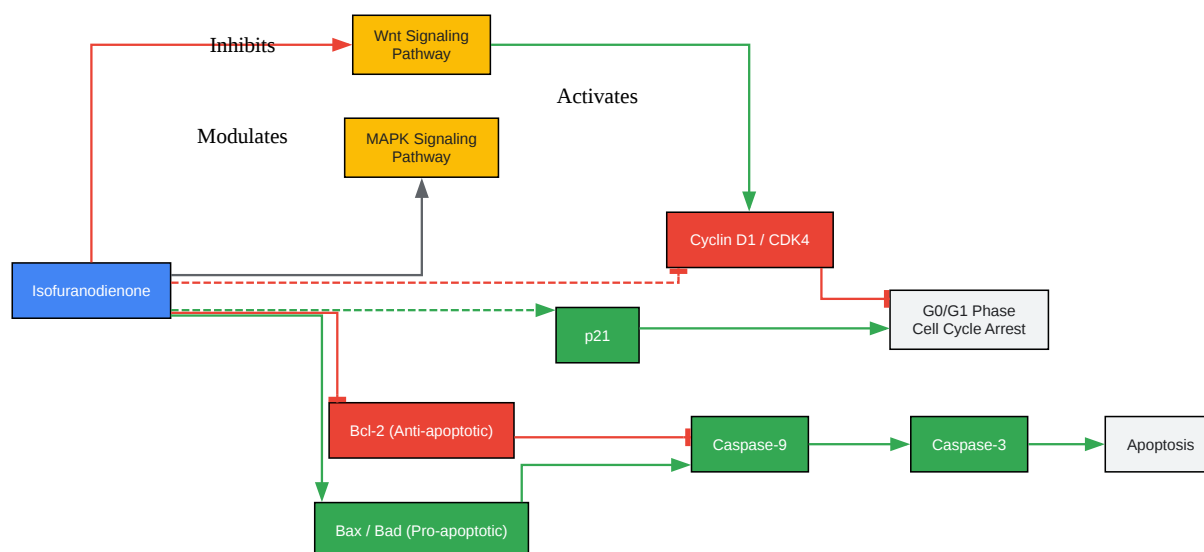 Wnt Signaling
Pathway
Inhibits
Activates
Modulates
MAPK Signaling
Pathway
Cyclin D1 / CDK4
Isofuranodienone
G0/G1 Phase
Cell Cycle Arrest
p21
Bcl-2 (Anti-apoptotic)
Caspase-9
Caspase-3
Apoptosis
Bax / Bad (Pro-apoptotic)